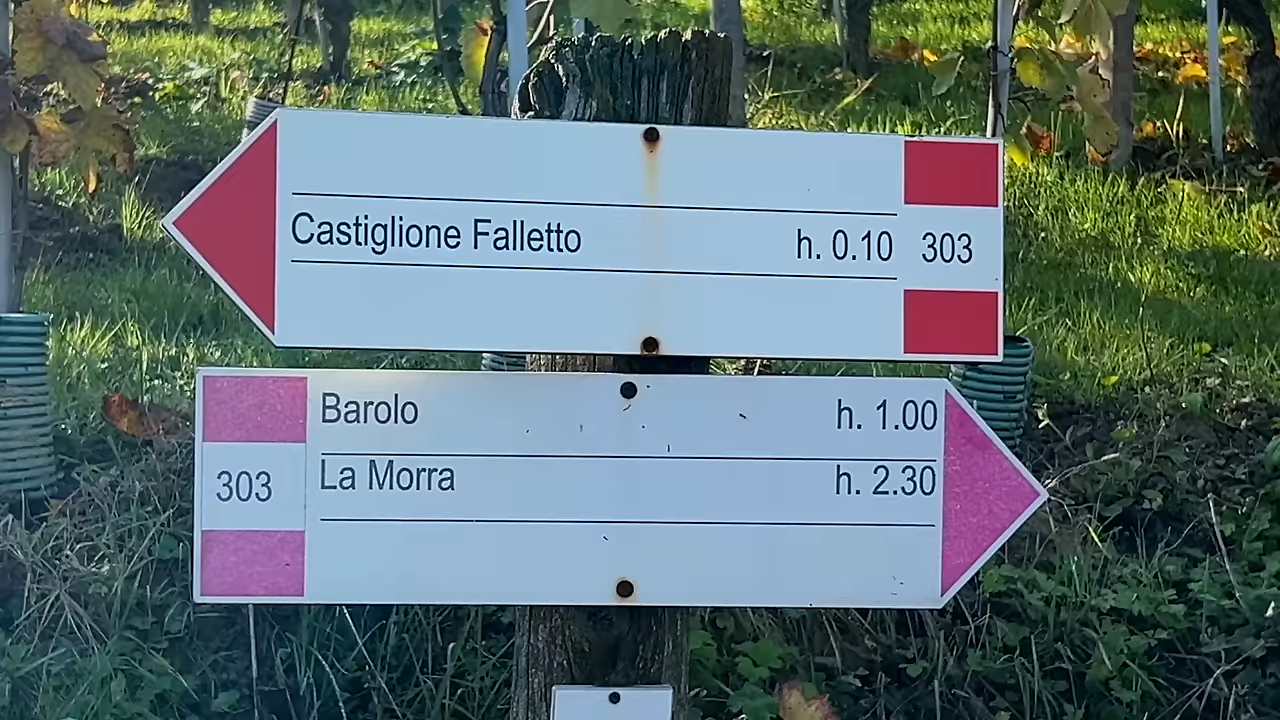 Castiglione Falletto h. 0.10 303
Barolo h. 1.00
303
La Morra h. 2.30